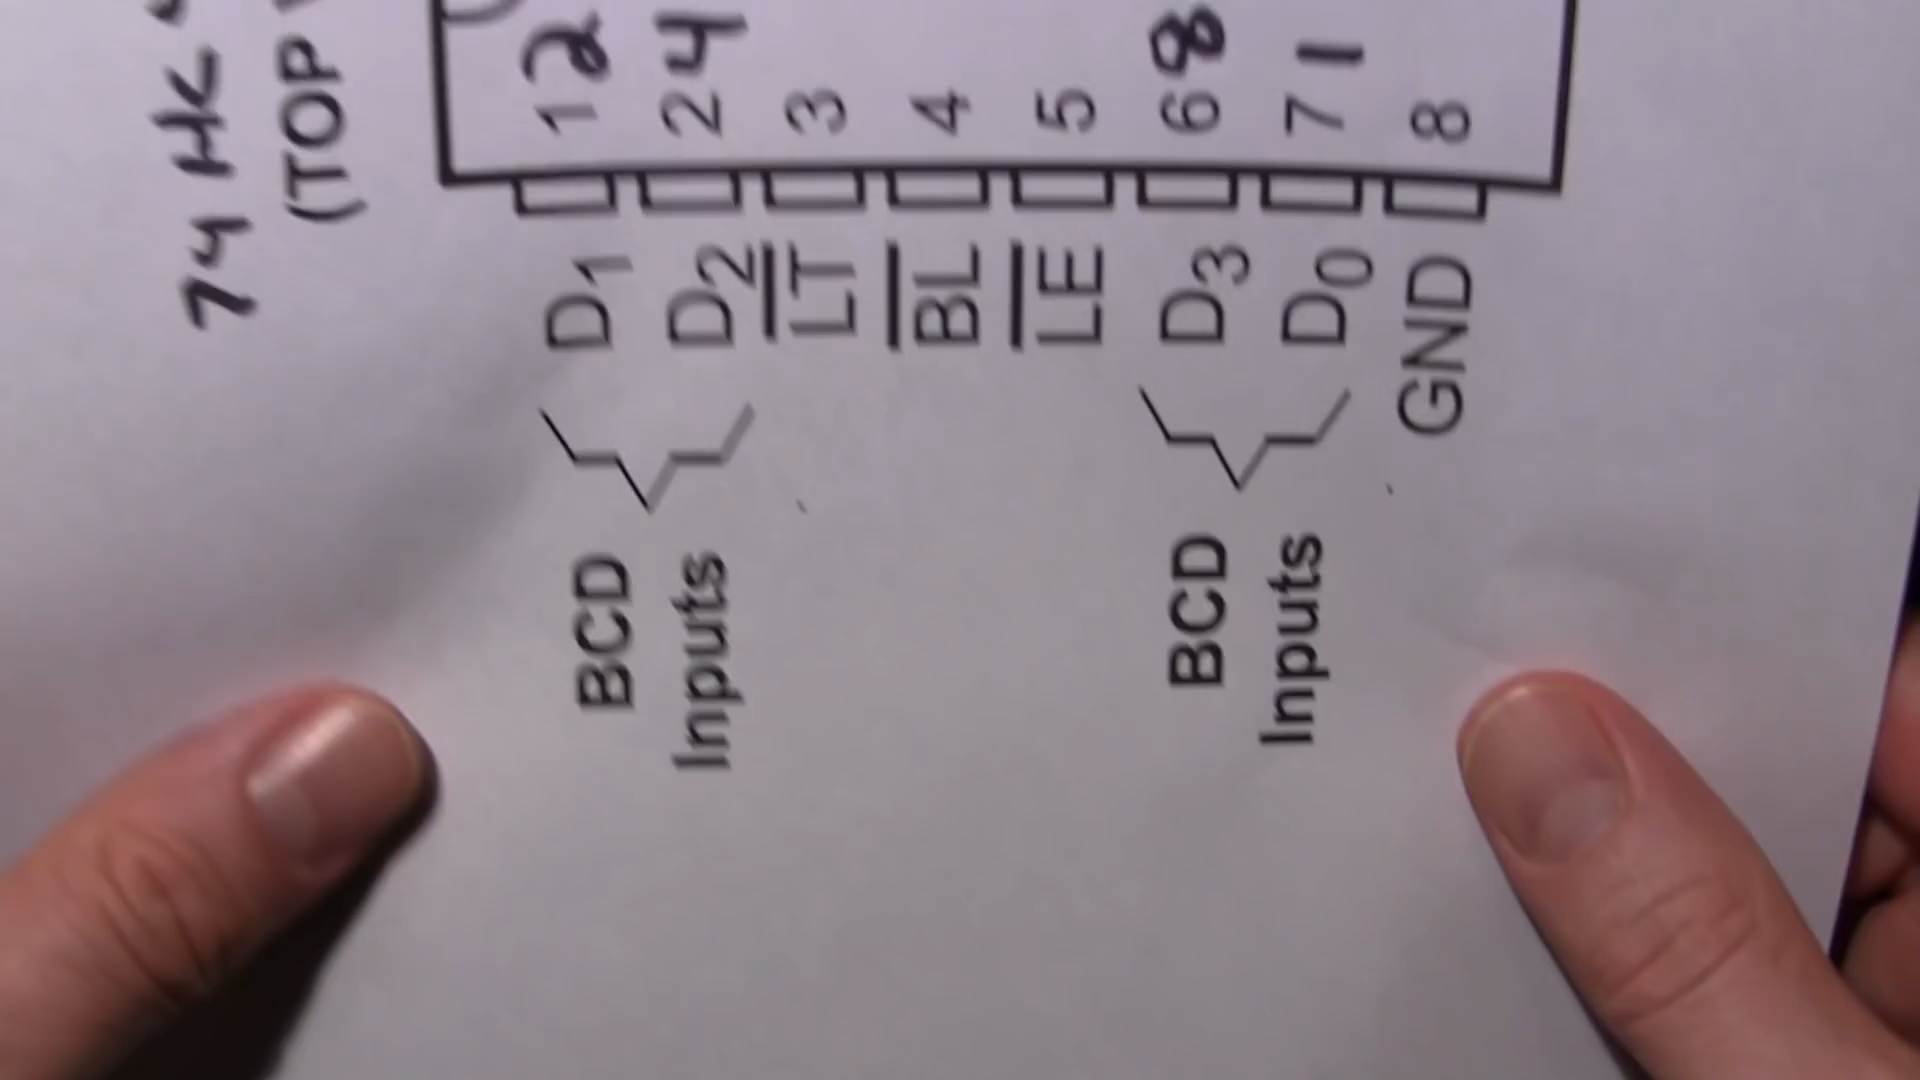 74 HC
(TOP
D1 1 2
D2 2 4
LT 3
BL 4
LE 5
D3 6 8
D0 7 1
GND 8
BCD
Inputs
BCD
Inputs